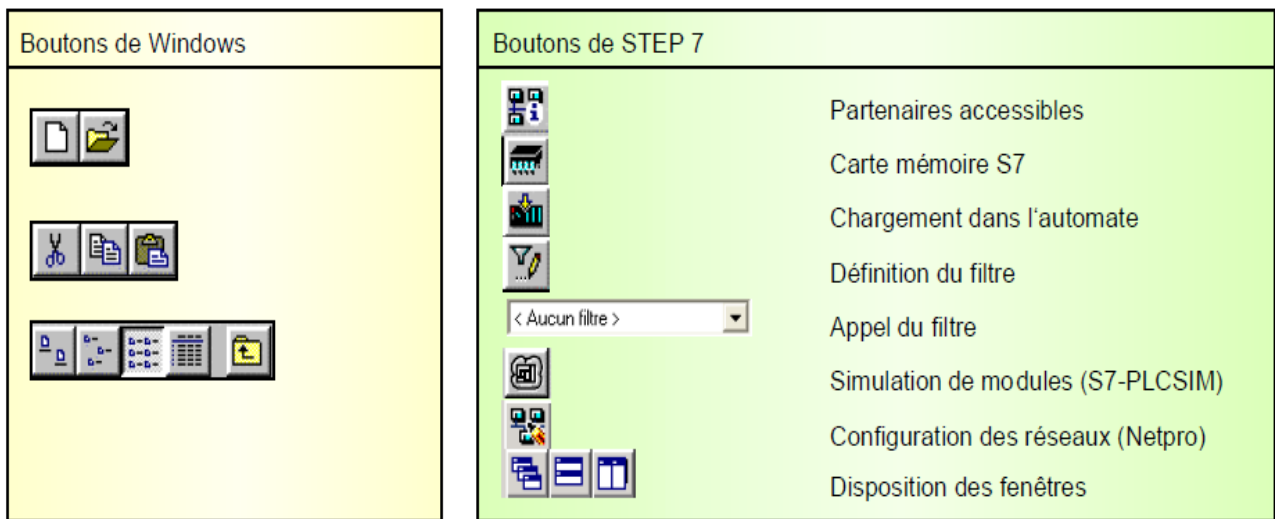 Boutons de Windows
Boutons de STEP 7
Partenaires accessibles
Carte mémoire S7
Chargement dans l'automate
Définition du filtre
< Aucun filtre >
Appel du filtre
Simulation de modules (S7-PLCSIM)
Configuration des réseaux (Netpro)
Disposition des fenêtres